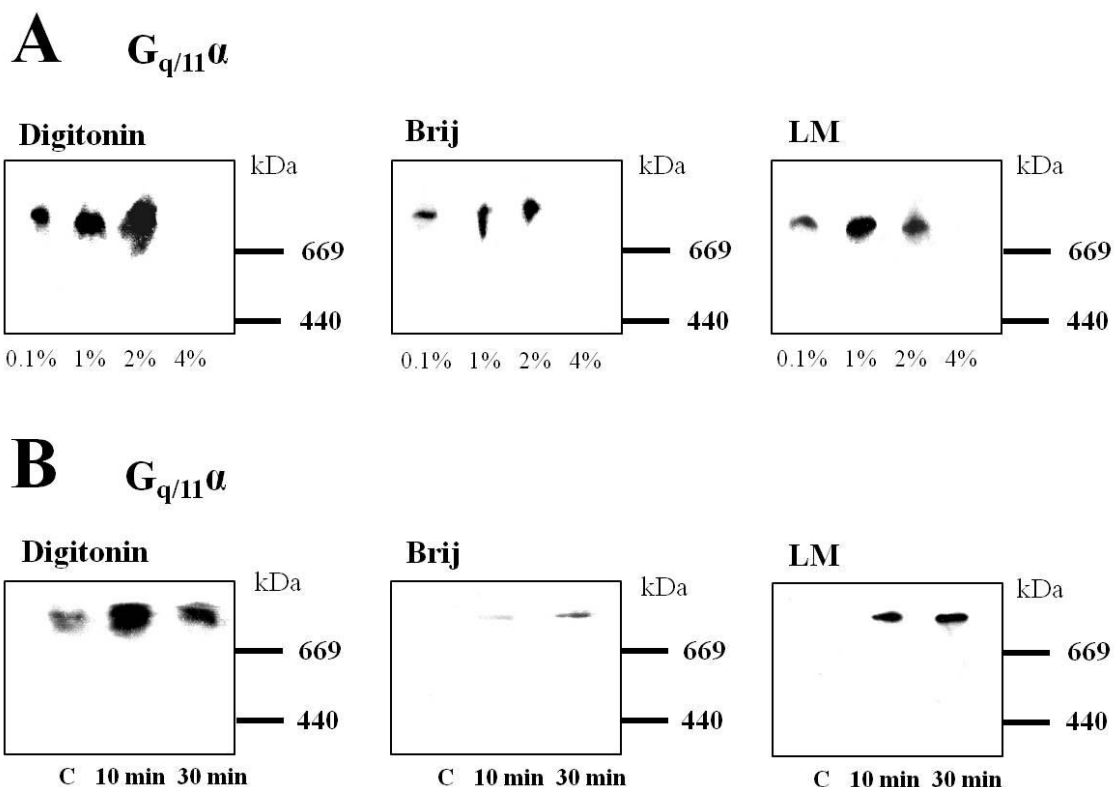 A G_q/11α
Digitonin Brij LM
kDa kDa kDa
669 669 669
440 440 440
0.1% 1% 2% 4% 0.1% 1% 2% 4% 0.1% 1% 2% 4%
B G_q/11α
Digitonin Brij LM
kDa kDa kDa
669 669 669
440 440 440
C 10 min 30 min C 10 min 30 min C 10 min 30 min